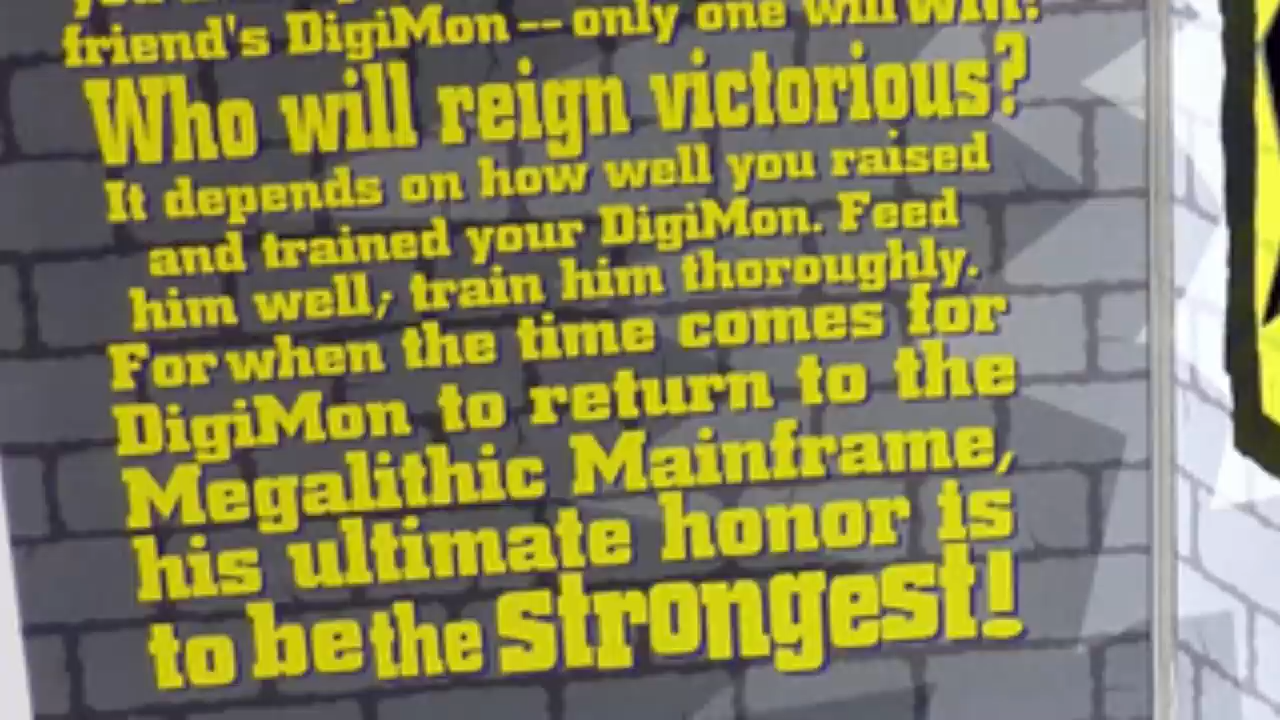 friend's DigiMon -- only one will win!
Who will reign victorious?
It depends on how well you raised
and trained your DigiMon. Feed
him well; train him thoroughly.
For when the time comes for
DigiMon to return to the
Megalithic Mainframe,
his ultimate honor is
to be the strongest!